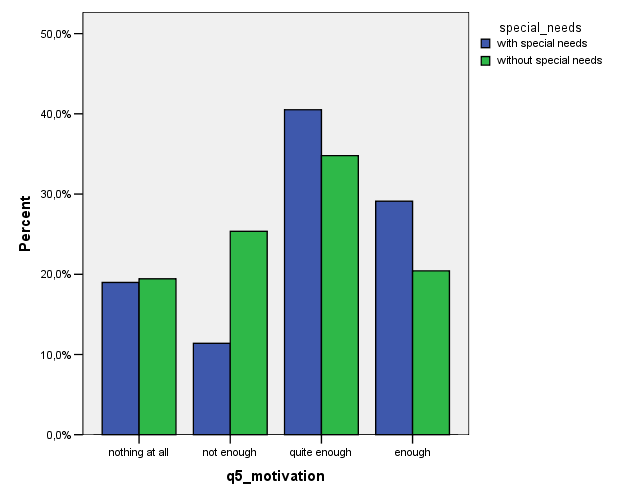 special_needs
with special needs
without special needs
50,0%
40,0%
30,0%
20,0%
10,0%
0,0%
Percent
nothing at all
not enough
quite enough
enough
q5_motivation